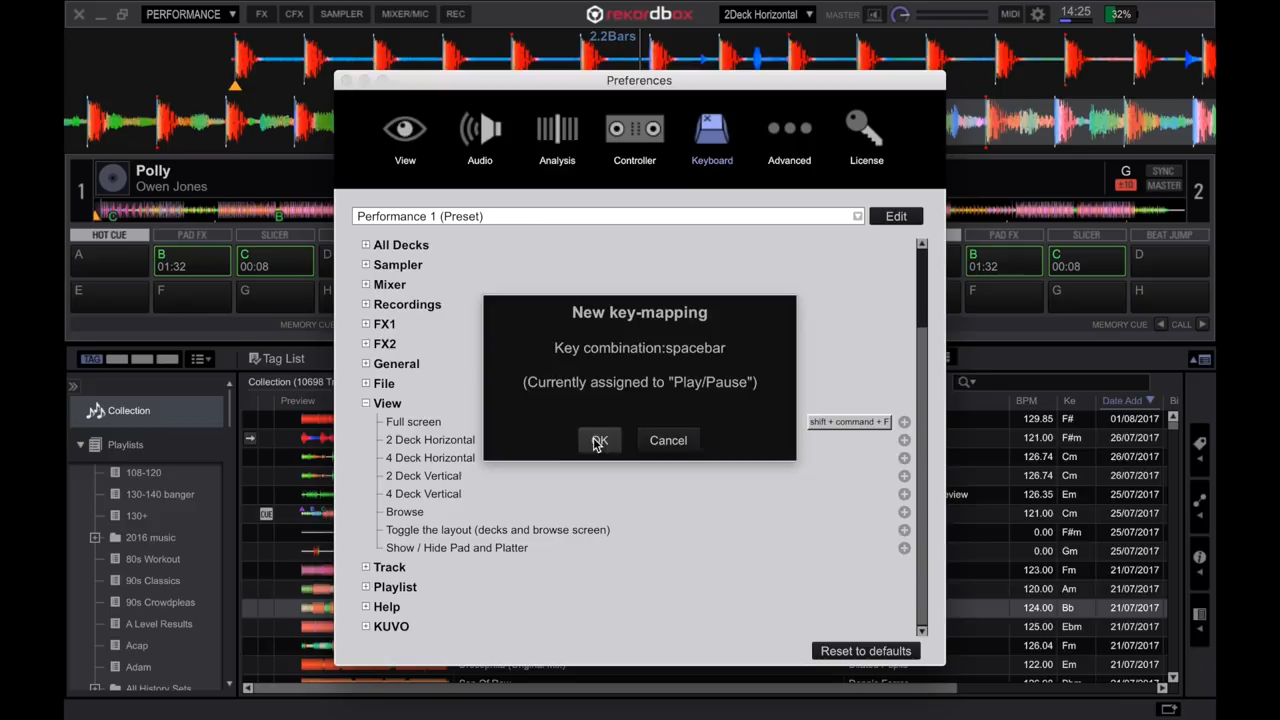 PERFORMANCE FX CFX SAMPLER MIXER/MIC REC rekordbox 2Deck Horizontal MASTER MIDI 14:25 32%
2.2Bars
Preferences
View Audio Analysis Controller Keyboard Advanced License
1 Polly
Owen Jones
G SYNC
±10 MASTER 2
C B
Performance 1 (Preset) Edit
HOT CUE PAD FX SLICER
A B 01:32 C 00:08 D
E F G H
MEMORY CUE
PAD FX SLICER BEAT JUMP
B 01:32 C 00:08 D
F G H
MEMORY CUE CALL
All Decks
Sampler
Mixer
Recordings
FX1
FX2
General
File
View
Full screen shift + command + F
2 Deck Horizontal
4 Deck Horizontal
2 Deck Vertical
4 Deck Vertical
Browse
Toggle the layout (decks and browse screen)
Show / Hide Pad and Platter
Track
Playlist
Help
KUVO
Reset to defaults
New key-mapping
Key combination:spacebar
(Currently assigned to "Play/Pause")
OK Cancel
TAG Tag List
Collection (10698 Tr
Preview BPM Ke Date Add Bi
Collection
Playlists
108-120
130-140 banger
130+
2016 music
80s Workout
90s Classics
90s Crowdpleas
A Level Results
Acap
Adam
All History Sets
CUE
129.85 F# 01/08/2017
121.00 F#m 26/07/2017
126.74 Cm 26/07/2017
126.74 Cm 25/07/2017
eview 126.35 Em 25/07/2017
121.00 Cm 25/07/2017
0.00 F#m 25/07/2017
0.00 Gm 25/07/2017
123.00 Fm 21/07/2017
120.00 Am 21/07/2017
124.00 Bb 21/07/2017
125.00 Ebm 21/07/2017
126.04 Fm 21/07/2017
122.00 Em 21/07/2017